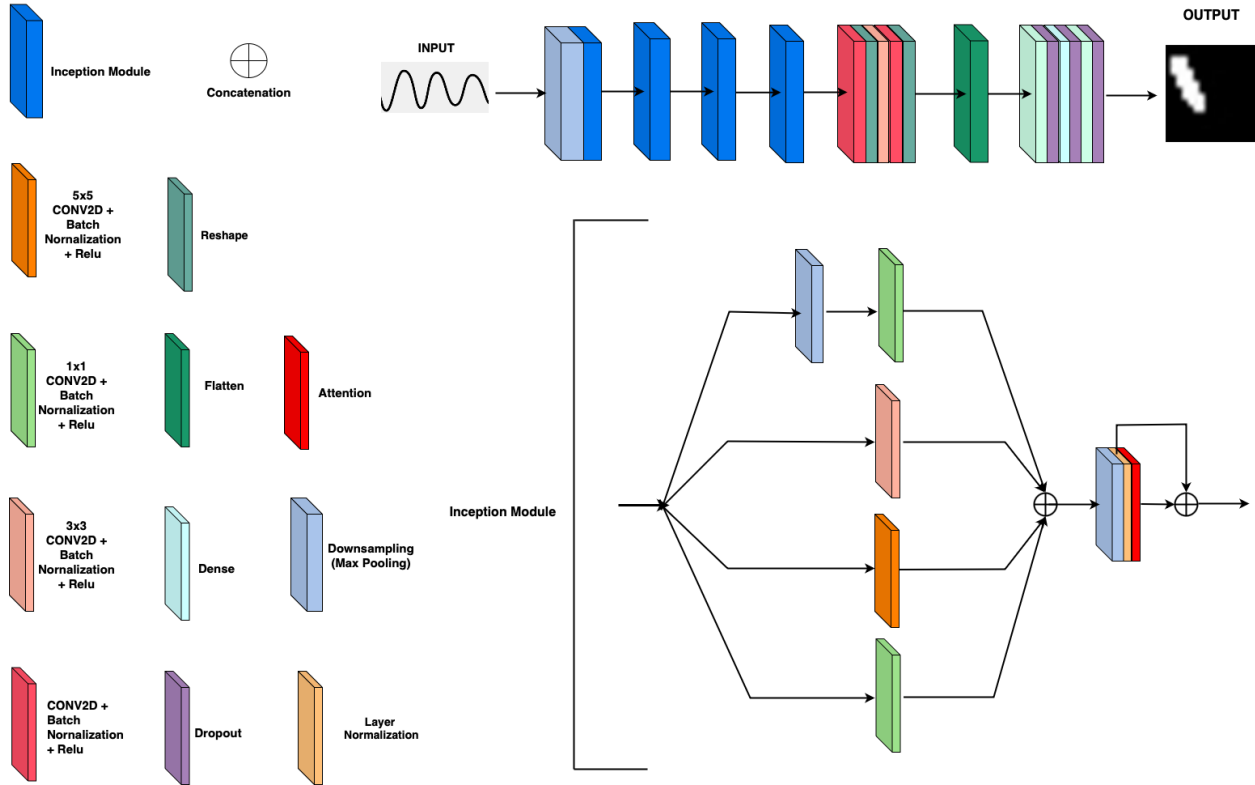 OUTPUT
INPUT
Inception Module
Concatenation
5x5
CONV2D +
Batch
Nornalization
+ Relu
Reshape
1x1
CONV2D +
Batch
Nornalization
+ Relu
Flatten
Attention
Inception Module
3x3
CONV2D +
Batch
Nornalization
+ Relu
Dense
Downsampling
(Max Pooling)
CONV2D +
Batch
Nornalization
+ Relu
Dropout
Layer
Normalization